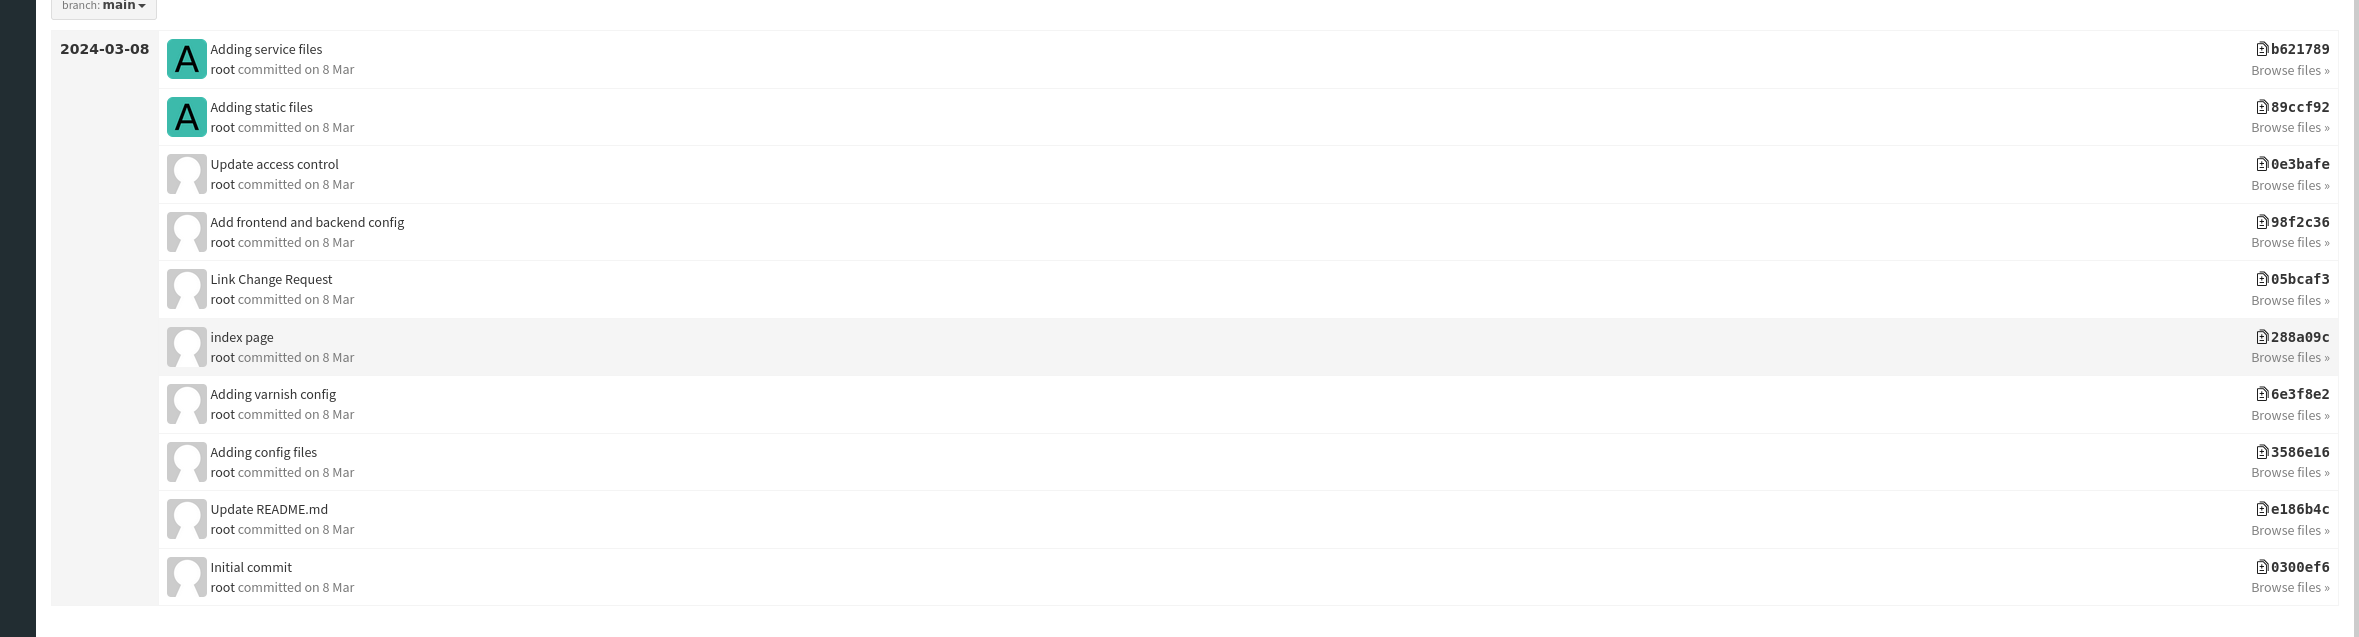 branch: main
2024-03-08
A
Adding service files
b621789
root committed on 8 Mar
Browse files »
A
Adding static files
89ccf92
root committed on 8 Mar
Browse files »
Update access control
0e3bafe
root committed on 8 Mar
Browse files »
Add frontend and backend config
98f2c36
root committed on 8 Mar
Browse files »
Link Change Request
05bcaf3
root committed on 8 Mar
Browse files »
index page
288a09c
root committed on 8 Mar
Browse files »
Adding varnish config
6e3f8e2
root committed on 8 Mar
Browse files »
Adding config files
3586e16
root committed on 8 Mar
Browse files »
Update README.md
e186b4c
root committed on 8 Mar
Browse files »
Initial commit
0300ef6
root committed on 8 Mar
Browse files »